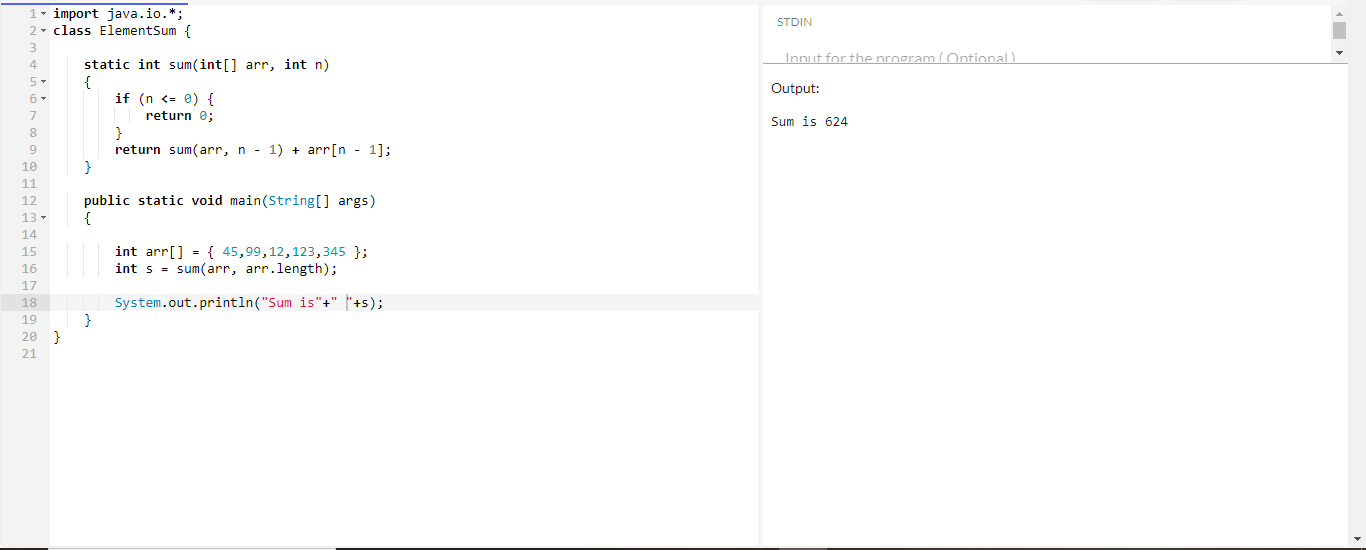 1 import java.io.*;
2 class ElementSum {
3
4     static int sum(int[] arr, int n)
5     {
6         if (n <= 0) {
7             return 0;
8         }
9         return sum(arr, n - 1) + arr[n - 1];
10     }
11
12     public static void main(String[] args)
13     {
14
15         int arr[] = { 45,99,12,123,345 };
16         int s = sum(arr, arr.length);
17
18         System.out.println("Sum is"+" "+s);
19     }
20 }
21
STDIN
Input for the program ( Optional )
Output:
Sum is 624